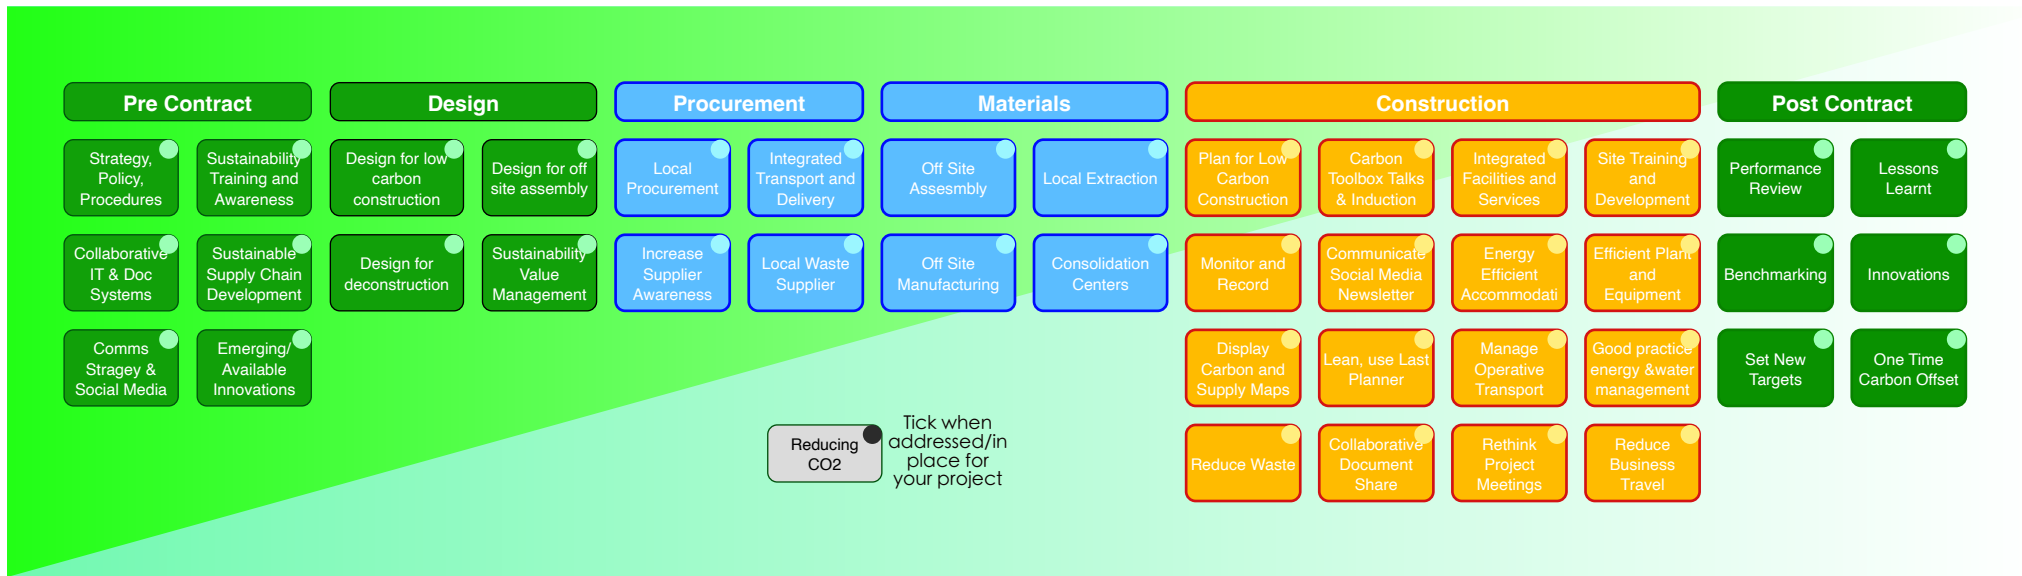 Pre Contract
Design
Procurement
Materials
Construction
Post Contract
Strategy,
Policy,
Procedures
Sustainability
Training and
Awareness
Design for low
carbon
construction
Design for off
site assembly
Local
Procurement
Integrated
Transport and
Delivery
Off Site
Assesmbly
Local Extraction
Plan for Low
Carbon
Construction
Carbon
Toolbox Talks
& Induction
Integrated
Facilities and
Services
Site Training
and
Development
Performance
Review
Lessons
Learnt
Collaborative
IT & Doc
Systems
Sustainable
Supply Chain
Development
Design for
deconstruction
Sustainability
Value
Management
Increase
Supplier
Awareness
Local Waste
Supplier
Off Site
Manufacturing
Consolidation
Centers
Monitor and
Record
Communicate
Social Media
Newsletter
Energy
Efficient
Accommodati
Efficient Plant
and
Equipment
Benchmarking
Innovations
Comms
Stragey &
Social Media
Emerging/
Available
Innovations
Display
Carbon and
Supply Maps
Lean, use Last
Planner
Manage
Operative
Transport
Good practice
energy &water
management
Set New
Targets
One Time
Carbon Offset
Reducing
CO2
Tick when
addressed/in
place for
your project
Reduce Waste
Collaborative
Document
Share
Rethink
Project
Meetings
Reduce
Business
Travel